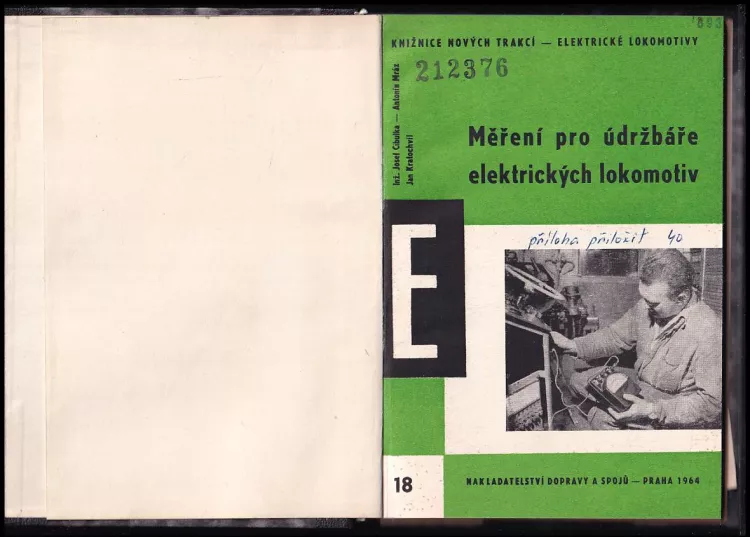 1893
KNIŽNICE NOVÝCH TRAKCÍ — ELEKTRICKÉ LOKOMOTIVY
212376
Inž. Josef Cibulka — Antonín Mráz
Jan Kratochvíl
Měření pro údržbáře
elektrických lokomotiv
E
příloha přiložit 40
18
NAKLADATELSTVÍ DOPRAVY A SPOJŮ — PRAHA 1964